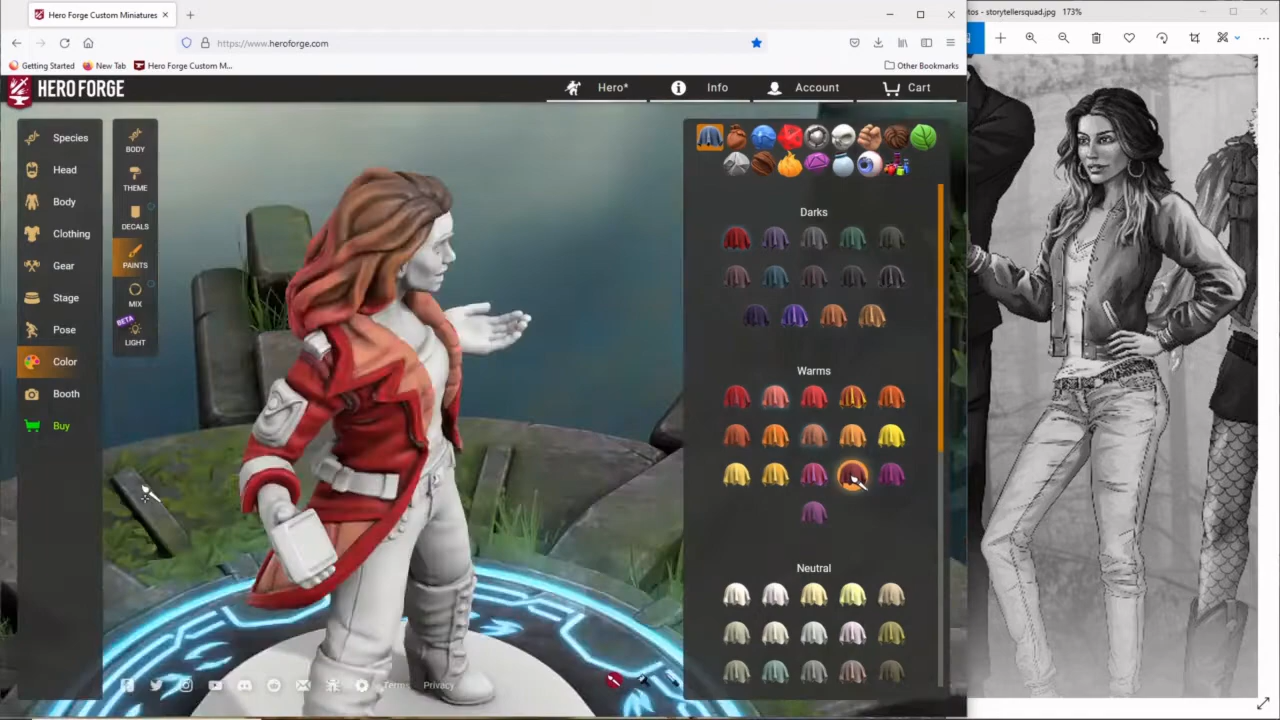 Hero Forge Custom Miniatures
tos - storytellersquad.jpg 173%
https://www.heroforge.com
Getting Started
New Tab
Hero Forge Custom M...
Other Bookmarks
HERO FORGE
Hero*
Info
Account
Cart
Species
Head
Body
Clothing
Gear
Stage
Pose
Color
Booth
Buy
BODY
THEME
DECALS
PAINTS
MIX
BETA
LIGHT
Darks
Warms
Neutral
Terms
Privacy